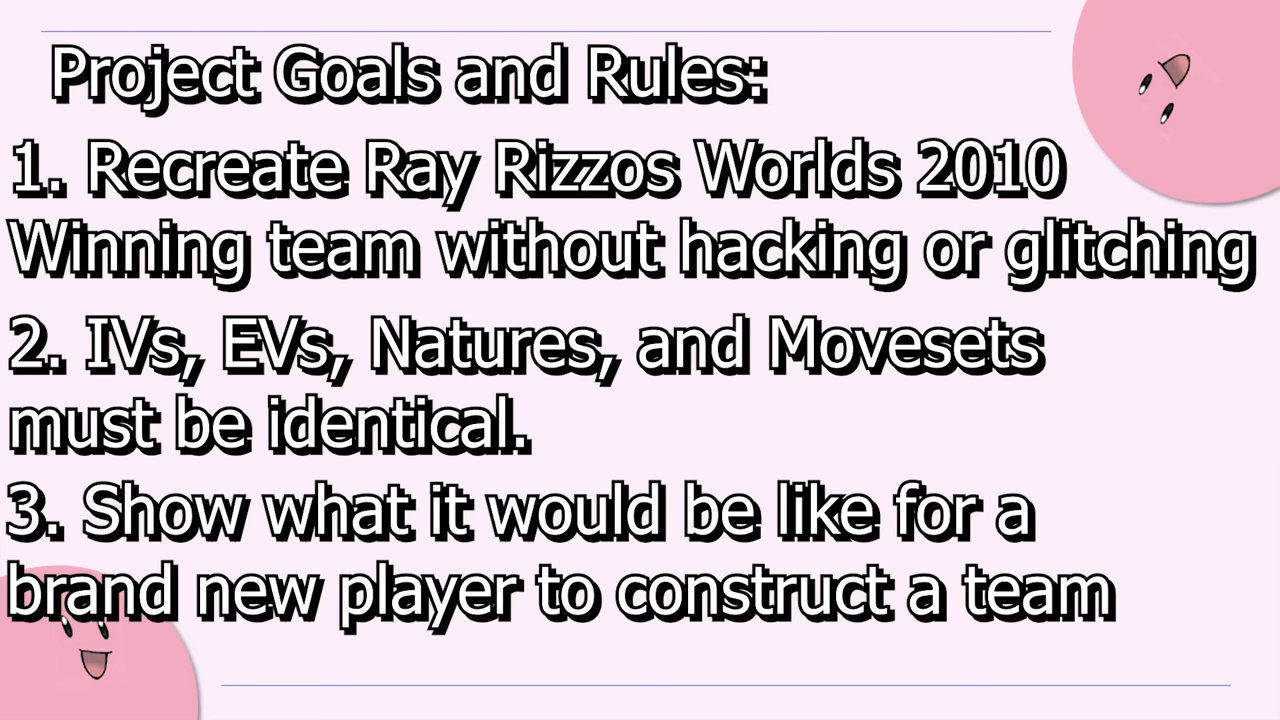 Project Goals and Rules:
1. Recreate Ray Rizzos Worlds 2010
Winning team without hacking or glitching
2. IVs, EVs, Natures, and Movesets
must be identical.
3. Show what it would be like for a
brand new player to construct a team